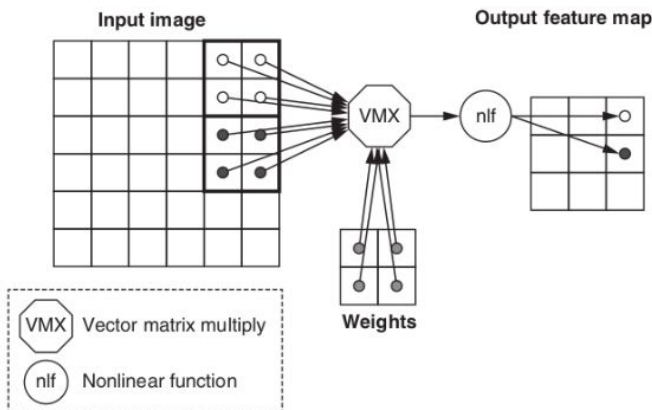 Input image
Output feature map
VMX
nlf
Weights
VMX Vector matrix multiply
nlf Nonlinear function